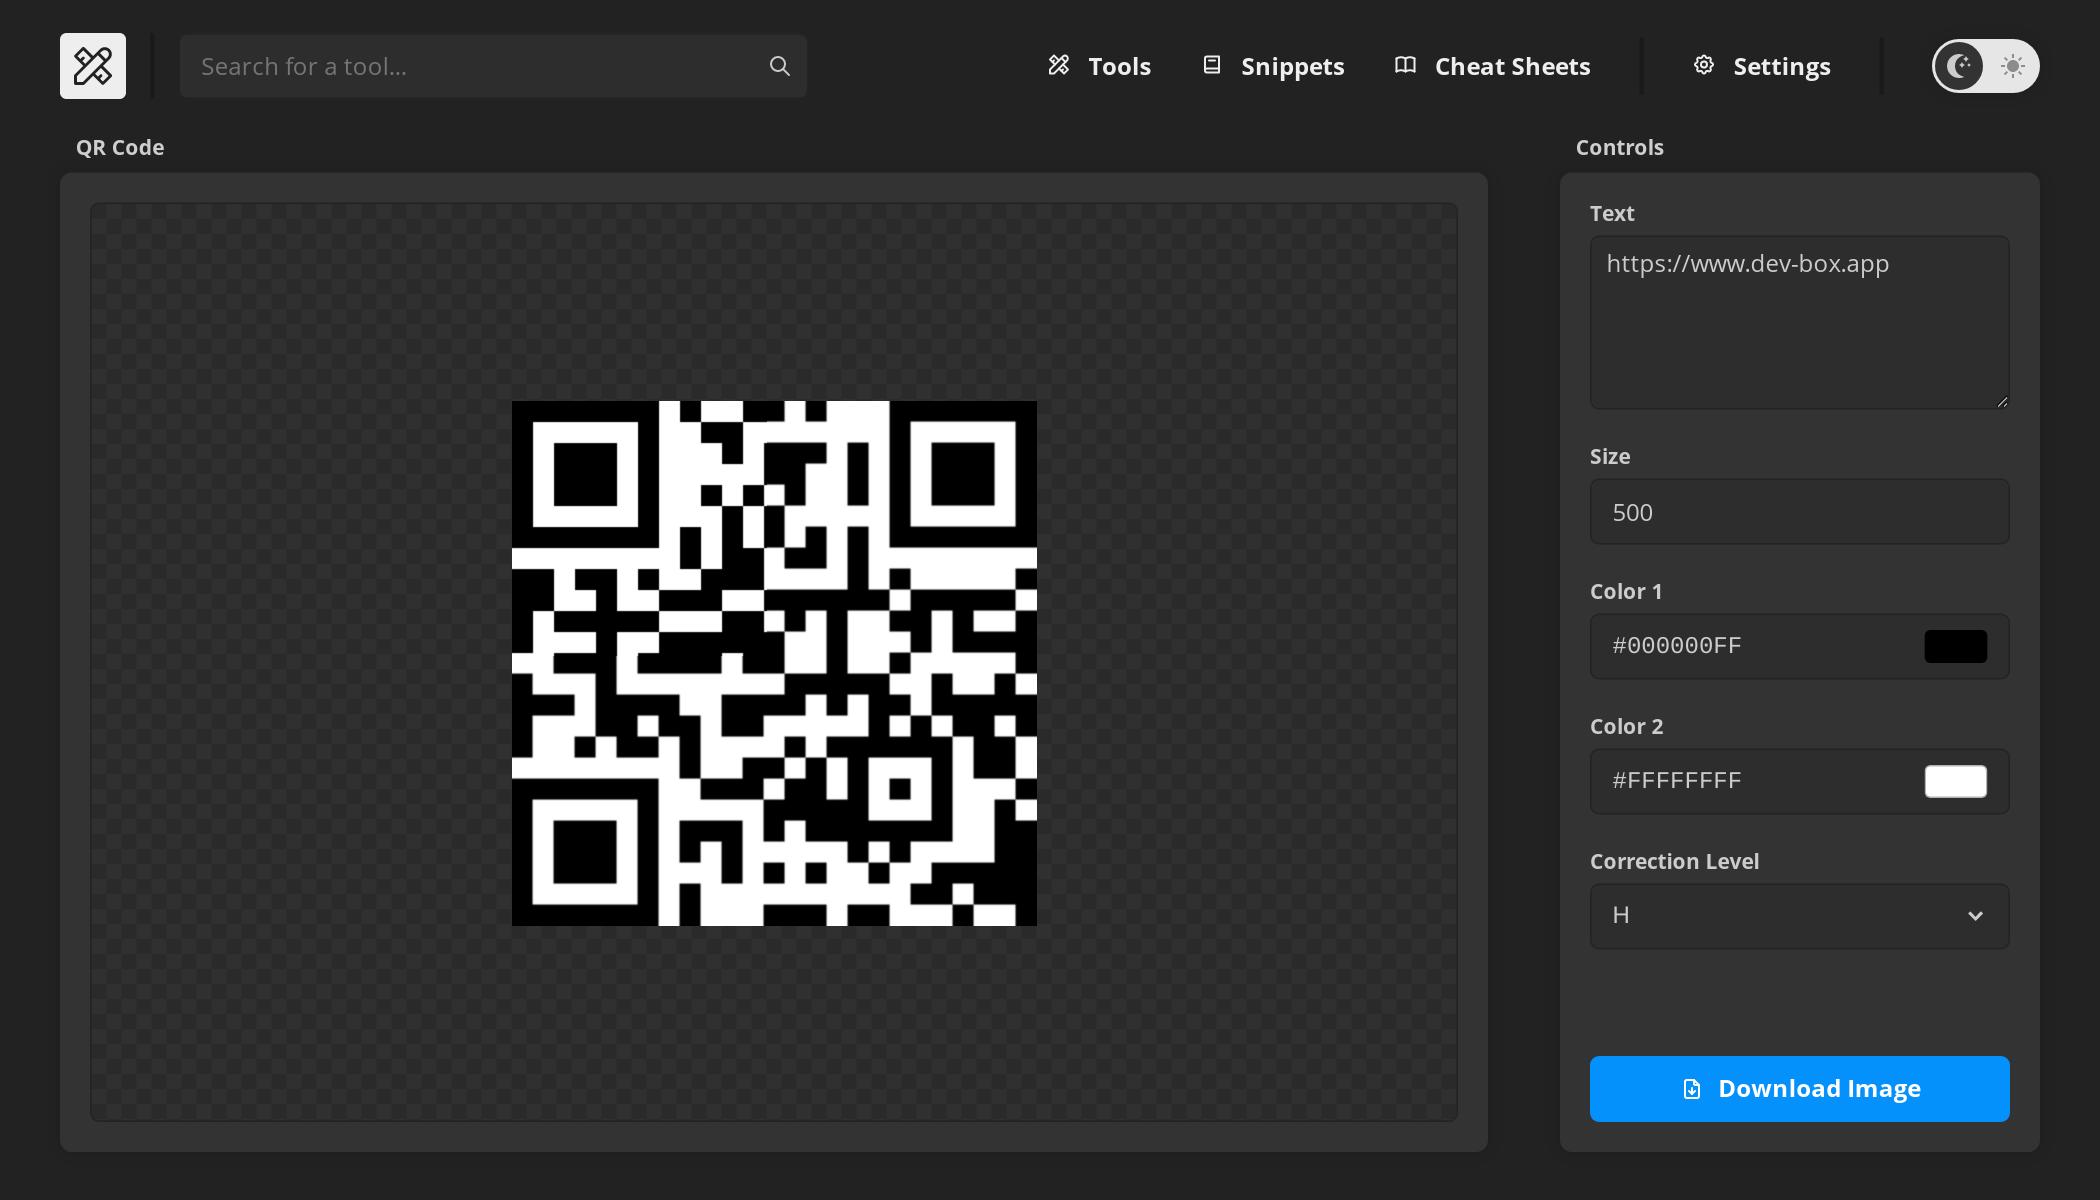 Search for a tool...
Tools
Snippets
Cheat Sheets
Settings
QR Code
Controls
Text
https://www.dev-box.app
Size
500
Color 1
#000000FF
Color 2
#FFFFFFFF
Correction Level
H
Download Image